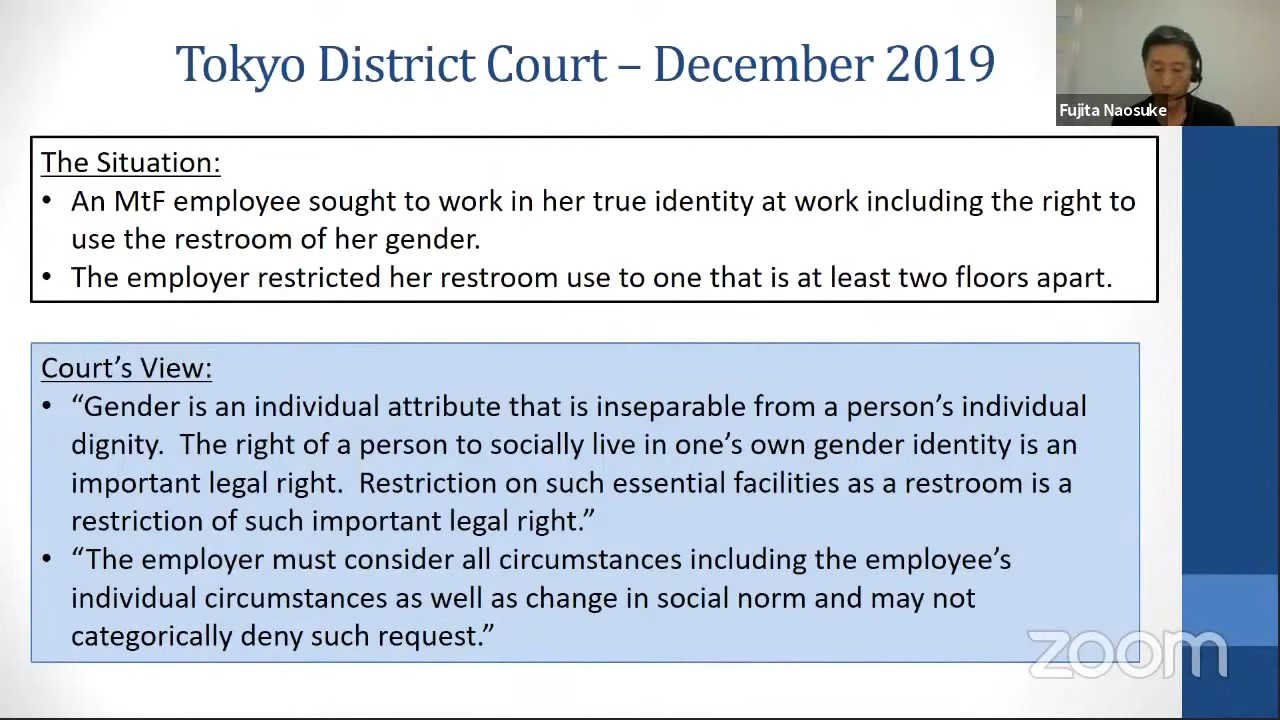 Tokyo District Court – December 2019
Fujita Naosuke
The Situation:
• An MtF employee sought to work in her true identity at work including the right to
use the restroom of her gender.
• The employer restricted her restroom use to one that is at least two floors apart.
Court’s View:
• “Gender is an individual attribute that is inseparable from a person’s individual
dignity.  The right of a person to socially live in one’s own gender identity is an
important legal right.  Restriction on such essential facilities as a restroom is a
restriction of such important legal right.”
• “The employer must consider all circumstances including the employee’s
individual circumstances as well as change in social norm and may not
categorically deny such request.”
zoom